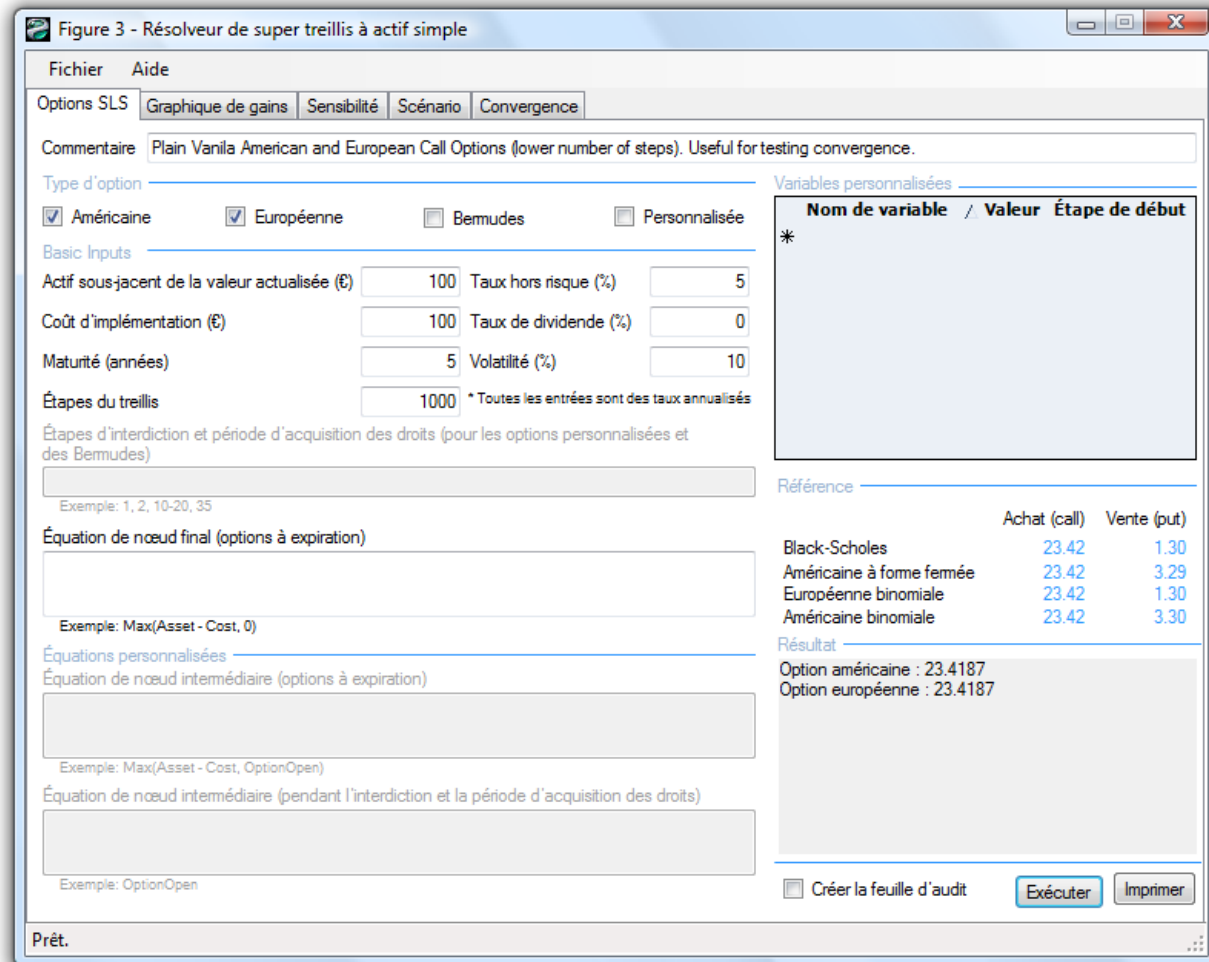 Figure 3 - Résolveur de super treillis à actif simple
Fichier Aide
Options SLS Graphique de gains Sensibilité Scénario Convergence
Commentaire Plain Vanila American and European Call Options (lower number of steps). Useful for testing convergence.
Type d'option
Américaine Européenne Bermudes Personnalisée
Basic Inputs
Actif sous-jacent de la valeur actualisée (€) 100 Taux hors risque (%) 5
Coût d'implémentation (€) 100 Taux de dividende (%) 0
Maturité (années) 5 Volatilité (%) 10
Étapes du treillis 1000 * Toutes les entrées sont des taux annualisés
Étapes d'interdiction et période d'acquisition des droits (pour les options personnalisées et
des Bermudes)
Exemple: 1, 2, 10-20, 35
Équation de nœud final (options à expiration)
Exemple: Max(Asset - Cost, 0)
Équations personnalisées
Équation de nœud intermédiaire (options à expiration)
Exemple: Max(Asset - Cost, OptionOpen)
Équation de nœud intermédiaire (pendant l'interdiction et la période d'acquisition des droits)
Exemple: OptionOpen
Variables personnalisées
Nom de variable Valeur Étape de début
*
Référence
Achat (call) Vente (put)
Black-Scholes 23.42 1.30
Américaine à forme fermée 23.42 3.29
Européenne binomiale 23.42 1.30
Américaine binomiale 23.42 3.30
Résultat
Option américaine : 23.4187
Option européenne : 23.4187
Créer la feuille d'audit Exécuter Imprimer
Prêt.